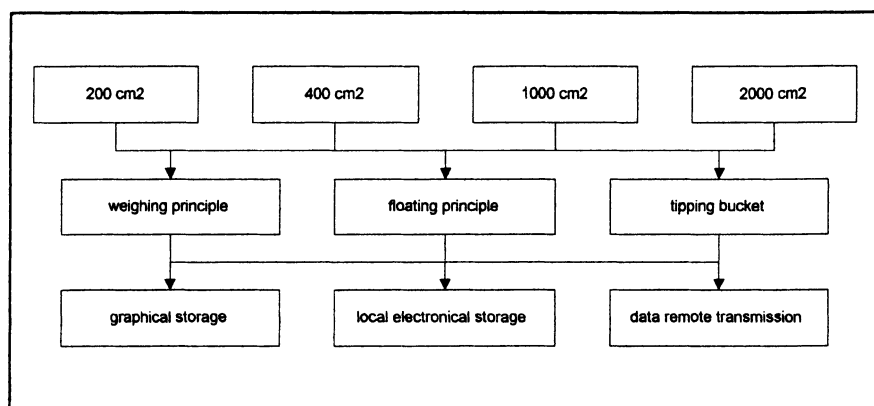 200 cm2
400 cm2
1000 cm2
2000 cm2
weighing principle
floating principle
tipping bucket
graphical storage
local electronical storage
data remote transmission